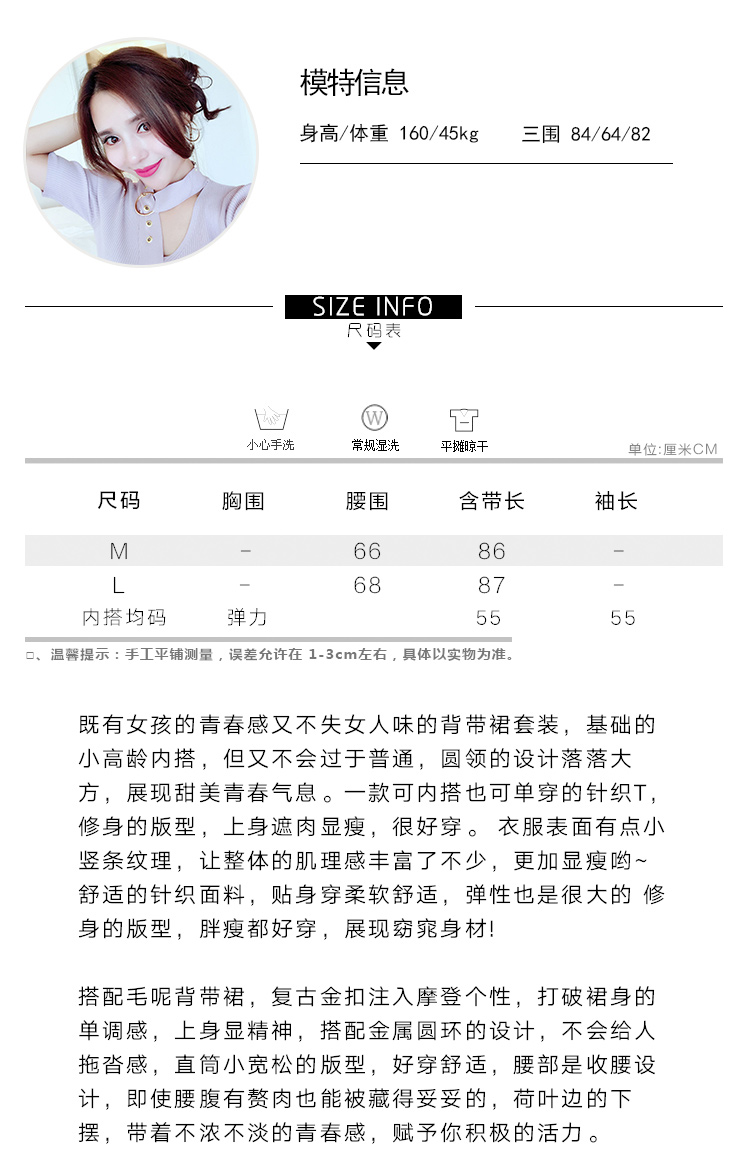 模特信息
身高/体重 160/45kg 三围 84/64/82
SIZE INFO
尺码表
W
小心手洗 常规湿洗 平摊晾干 单位:厘米CM
尺码 胸围 腰围 含带长 袖长
M – 66 86 –
L – 68 87 –
内搭均码 弹力 55 55
□、温馨提示：手工平铺测量，误差允许在 1-3cm左右，具体以实物为准。
既有女孩的青春感又不失女人味的背带裙套装，基础的
小高龄内搭，但又不会过于普通，圆领的设计落落大
方，展现甜美青春气息。一款可内搭也可单穿的针织T，
修身的版型，上身遮肉显瘦，很好穿。 衣服表面有点小
竖条纹理，让整体的肌理感丰富了不少，更加显瘦哟~
舒适的针织面料，贴身穿柔软舒适，弹性也是很大的 修
身的版型，胖瘦都好穿，展现窈窕身材!
搭配毛呢背带裙，复古金扣注入摩登个性，打破裙身的
单调感，上身显精神，搭配金属圆环的设计，不会给人
拖沓感，直筒小宽松的版型，好穿舒适，腰部是收腰设
计，即使腰腹有赘肉也能被藏得妥妥的，荷叶边的下
摆，带着不浓不淡的青春感，赋予你积极的活力。